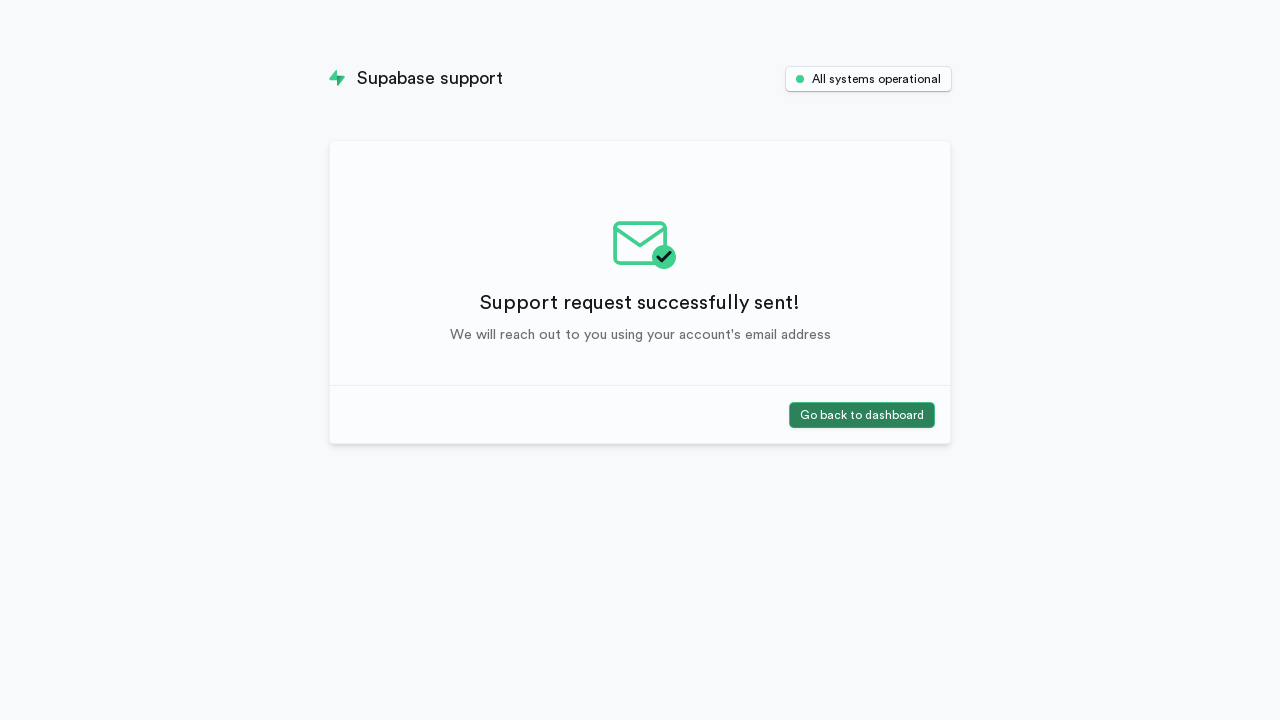 Supabase support
All systems operational
Support request successfully sent!
We will reach out to you using your account's email address
Go back to dashboard